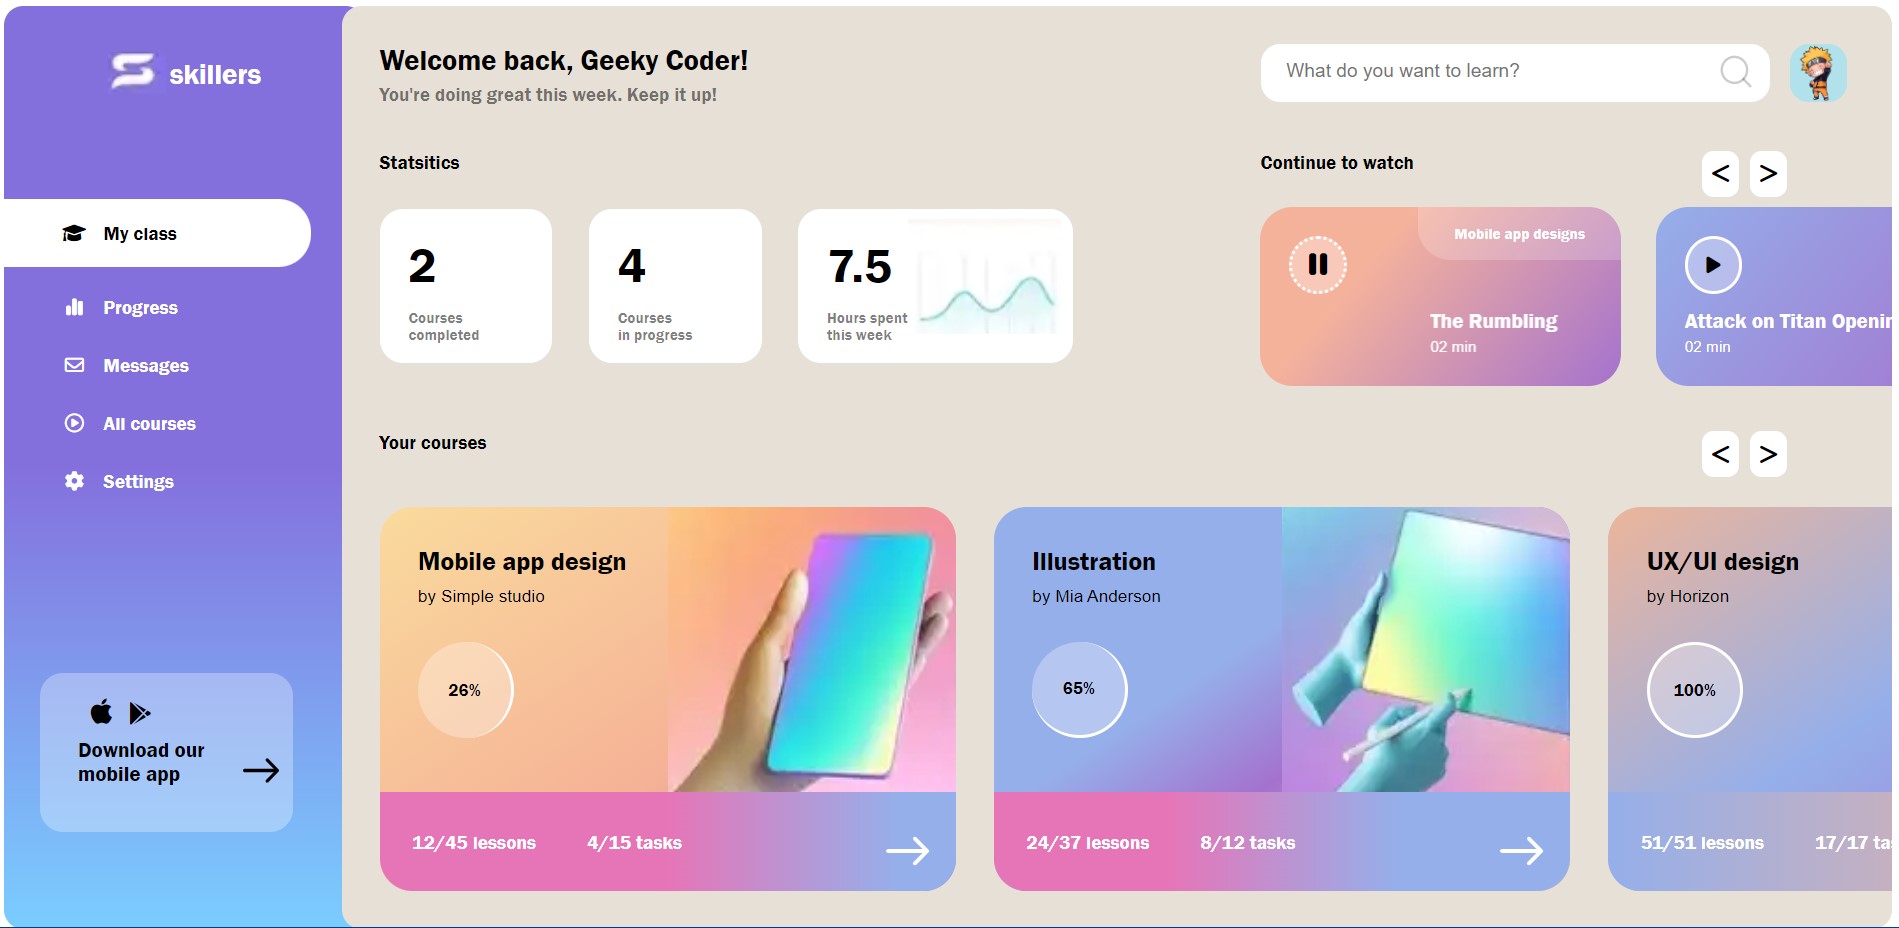 skillers
My class
Progress
Messages
All courses
Settings
Download our
mobile app
Welcome back, Geeky Coder!
You're doing great this week. Keep it up!
What do you want to learn?
Statsitics
2
Courses
completed
4
Courses
in progress
7.5
Hours spent
this week
Continue to watch
< >
Mobile app designs
The Rumbling
02 min
Attack on Titan Openin
02 min
Your courses
< >
Mobile app design
by Simple studio
26%
12/45 lessons 4/15 tasks
Illustration
by Mia Anderson
65%
24/37 lessons 8/12 tasks
UX/UI design
by Horizon
100%
51/51 lessons 17/17 ta